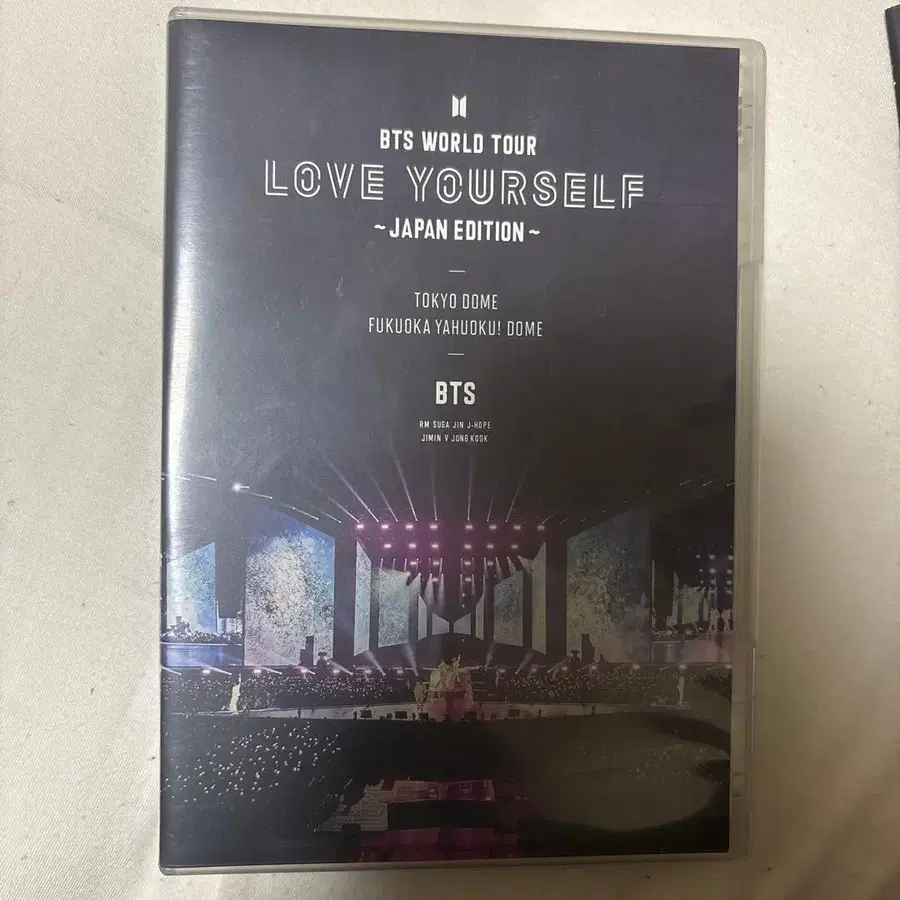 BTS WORLD TOUR
LOVE YOURSELF
~JAPAN EDITION~
TOKYO DOME
FUKUOKA YAHUOKU! DOME
BTS
RM SUGA JIN J-HOPE
JIMIN V JUNG KOOK